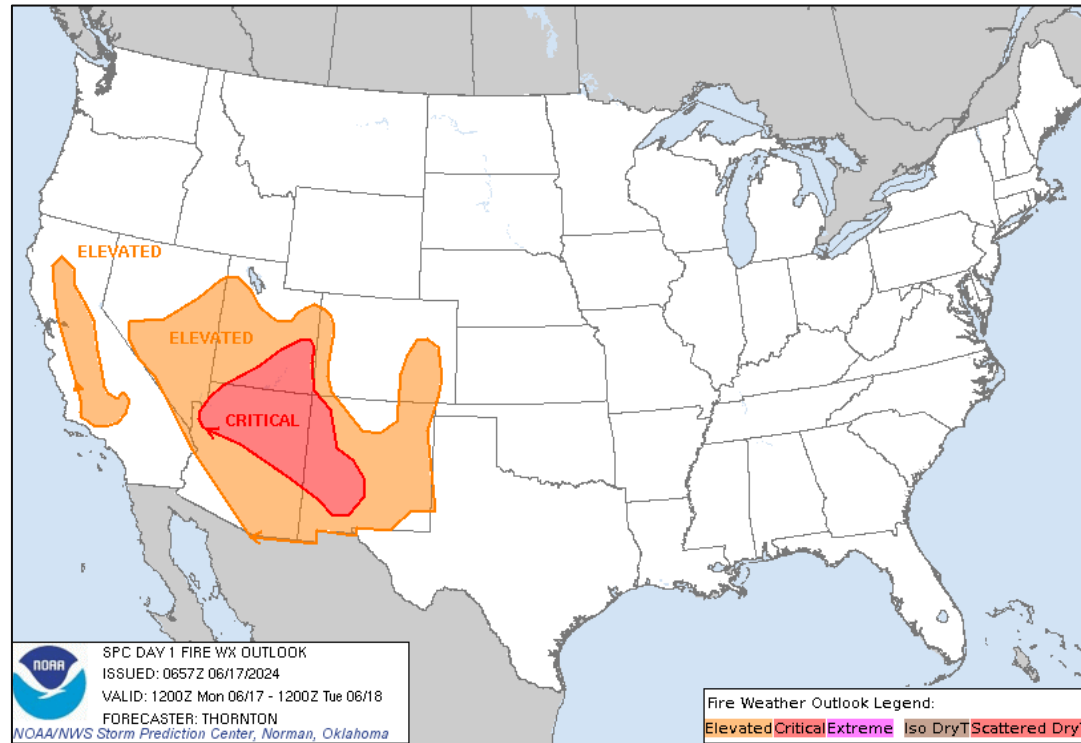 ELEVATED
ELEVATED
CRITICAL
NOAA
SPC DAY 1 FIRE WX OUTLOOK
ISSUED: 0657Z 06/17/2024
VALID: 1200Z Mon 06/17 - 1200Z Tue 06/18
FORECASTER: THORNTON
NOAA/NWS Storm Prediction Center, Norman, Oklahoma
Fire Weather Outlook Legend:
Elevated Critical Extreme Iso DryT Scattered DryT